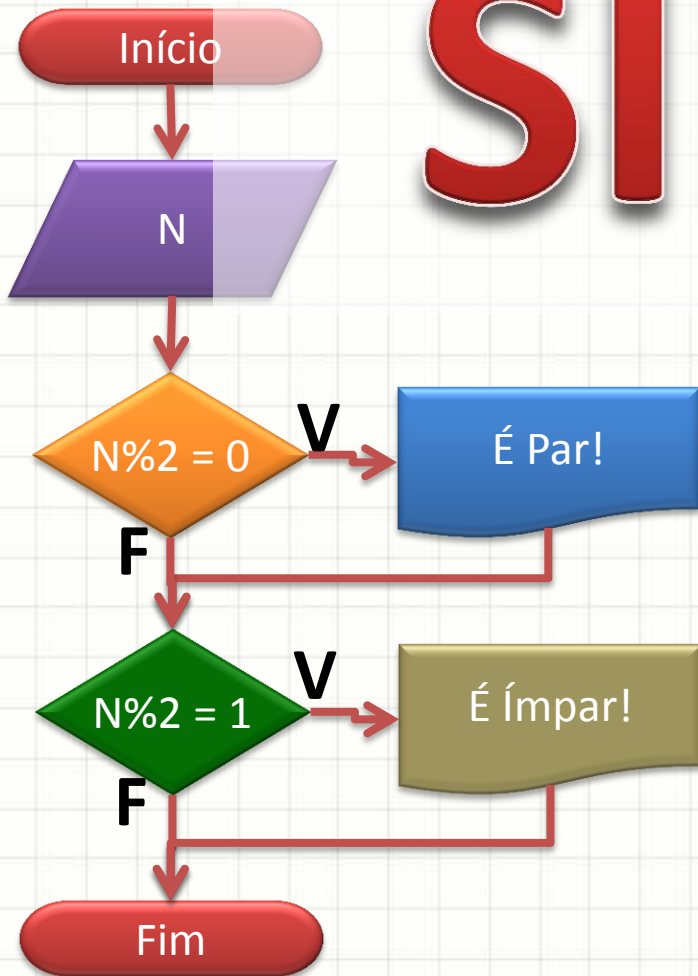 SI
Início
N
N%2 = 0
V
É Par!
F
N%2 = 1
V
É Ímpar!
F
Fim